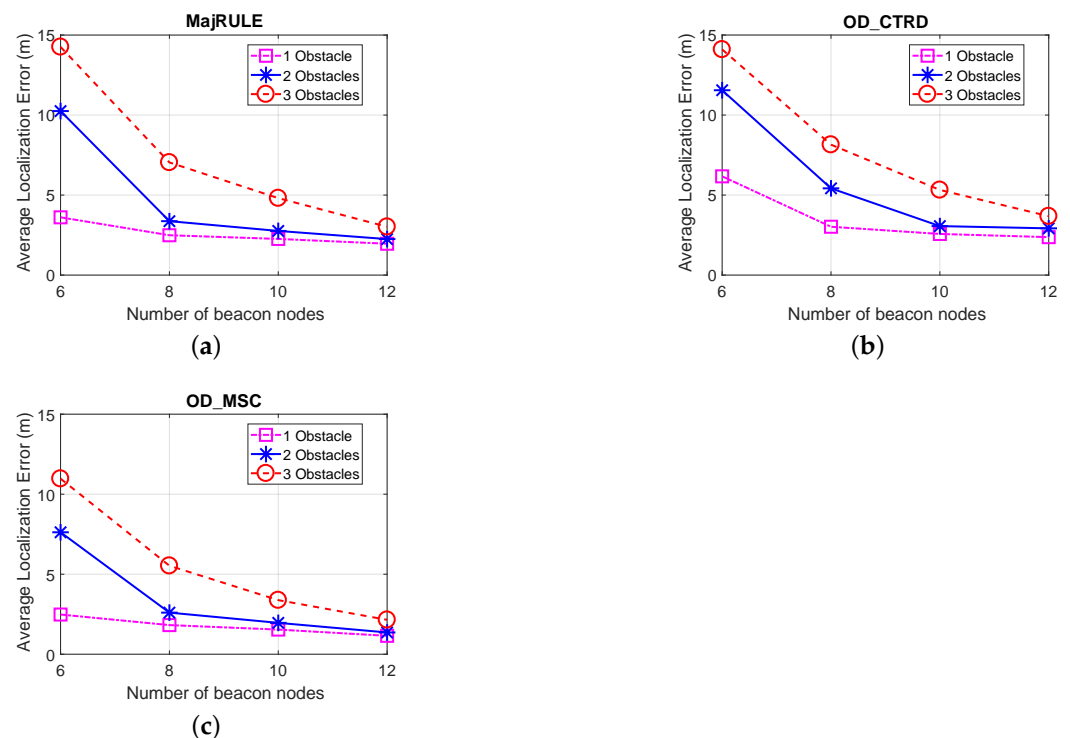 MajRULE
15
10
5
0
Average Localization Error (m)
1 Obstacle
2 Obstacles
3 Obstacles
6 8 10 12
Number of beacon nodes
(a)
OD_CTRD
15
10
5
0
Average Localization Error (m)
1 Obstacle
2 Obstacles
3 Obstacles
6 8 10 12
Number of beacon nodes
(b)
OD_MSC
15
10
5
0
Average Localization Error (m)
1 Obstacle
2 Obstacles
3 Obstacles
6 8 10 12
Number of beacon nodes
(c)